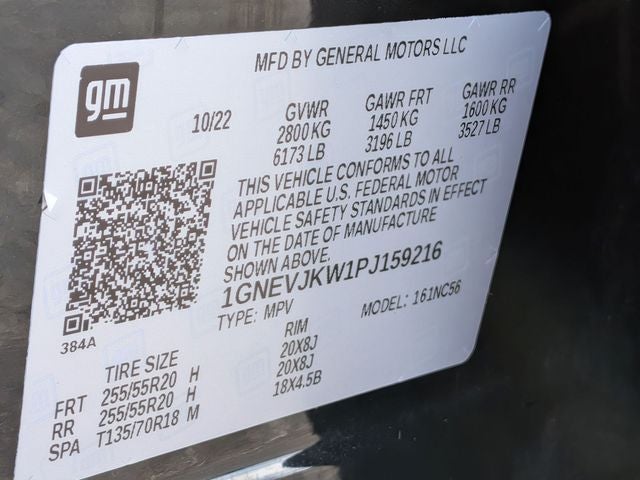 gm
MFD BY GENERAL MOTORS LLC
10/22
GVWR
2800 KG
6173 LB
GAWR FRT
1450 KG
3196 LB
GAWR RR
1600 KG
3527 LB
THIS VEHICLE CONFORMS TO ALL
APPLICABLE U.S. FEDERAL MOTOR
VEHICLE SAFETY STANDARDS IN EFFECT
ON THE DATE OF MANUFACTURE
SHOWN ABOVE.
1GNEVJKW1PJ159216
TYPE: MPV MODEL: 161NC56
384A
TIRE SIZE RIM
FRT 255/55R20 H 20X8J
RR 255/55R20 H 20X8J
SPA T135/70R18 M 18X4.5B